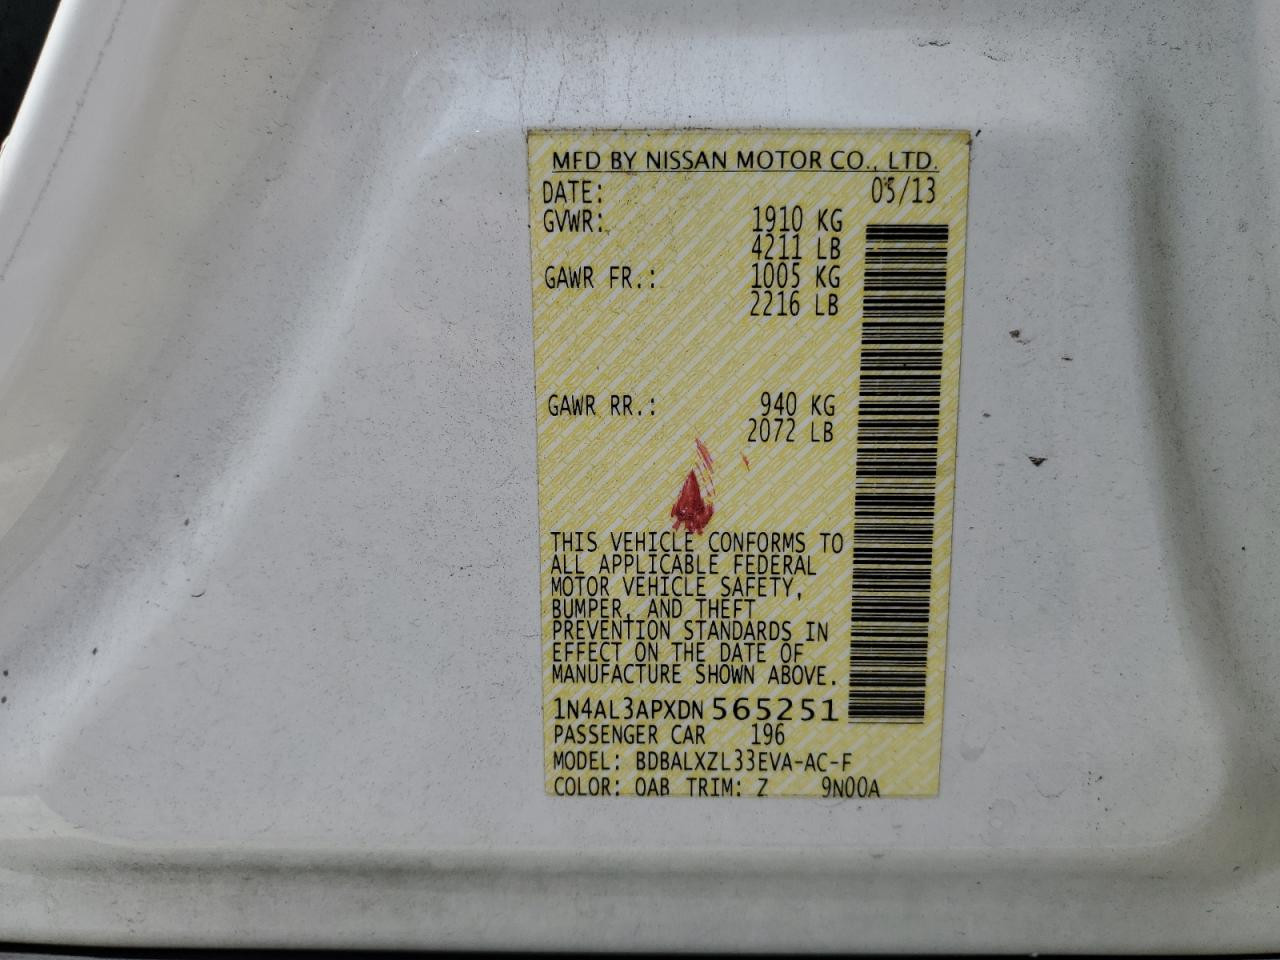 MFD BY NISSAN MOTOR CO., LTD.
DATE: 05/13
GVWR: 1910 KG
4211 LB
GAWR FR.: 1005 KG
2216 LB
GAWR RR.: 940 KG
2072 LB
THIS VEHICLE CONFORMS TO
ALL APPLICABLE FEDERAL
MOTOR VEHICLE SAFETY,
BUMPER, AND THEFT
PREVENTION STANDARDS IN
EFFECT ON THE DATE OF
MANUFACTURE SHOWN ABOVE.
1N4AL3APXDN565251
PASSENGER CAR 196
MODEL: BDBALXZL33EVA-AC-F
COLOR: QAB TRIM: Z 9N00A